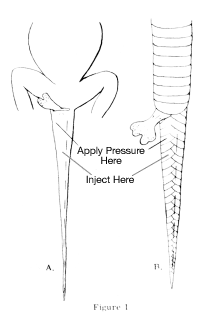 Apply Pressure
Here
Inject Here
A.
B.
Figure 1